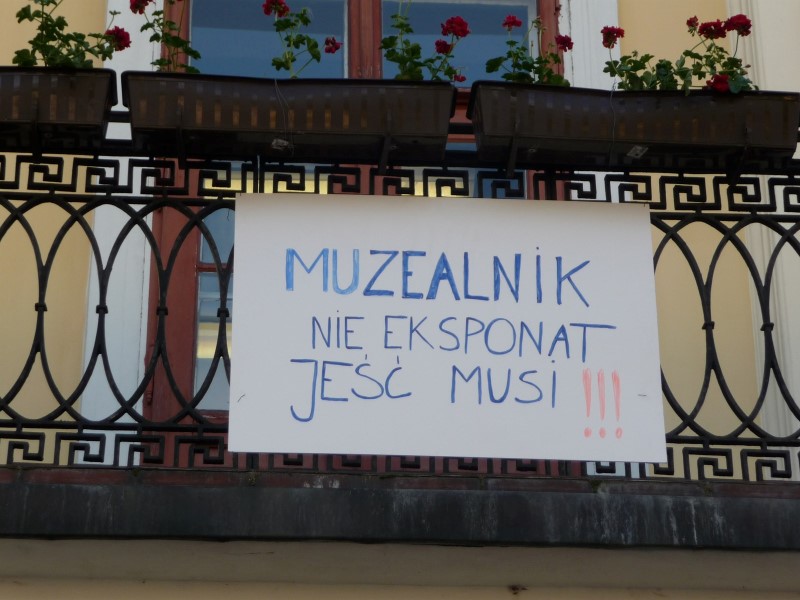 MUZEALNIK
NIE EKSPONAT
JEŚĆ MUSI !!!